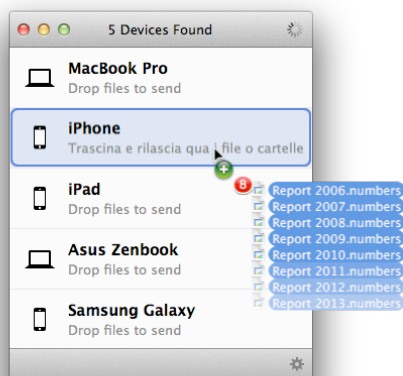 5 Devices Found
MacBook Pro
Drop files to send
iPhone
Trascina e rilascia qua i file o cartelle
iPad
Drop files to send
8
Report 2006.numbers
Report 2007.numbers
Report 2008.numbers
Report 2009.numbers
Report 2010.numbers
Report 2011.numbers
Report 2012.numbers
Report 2013.numbers
Asus Zenbook
Drop files to send
Samsung Galaxy
Drop files to send